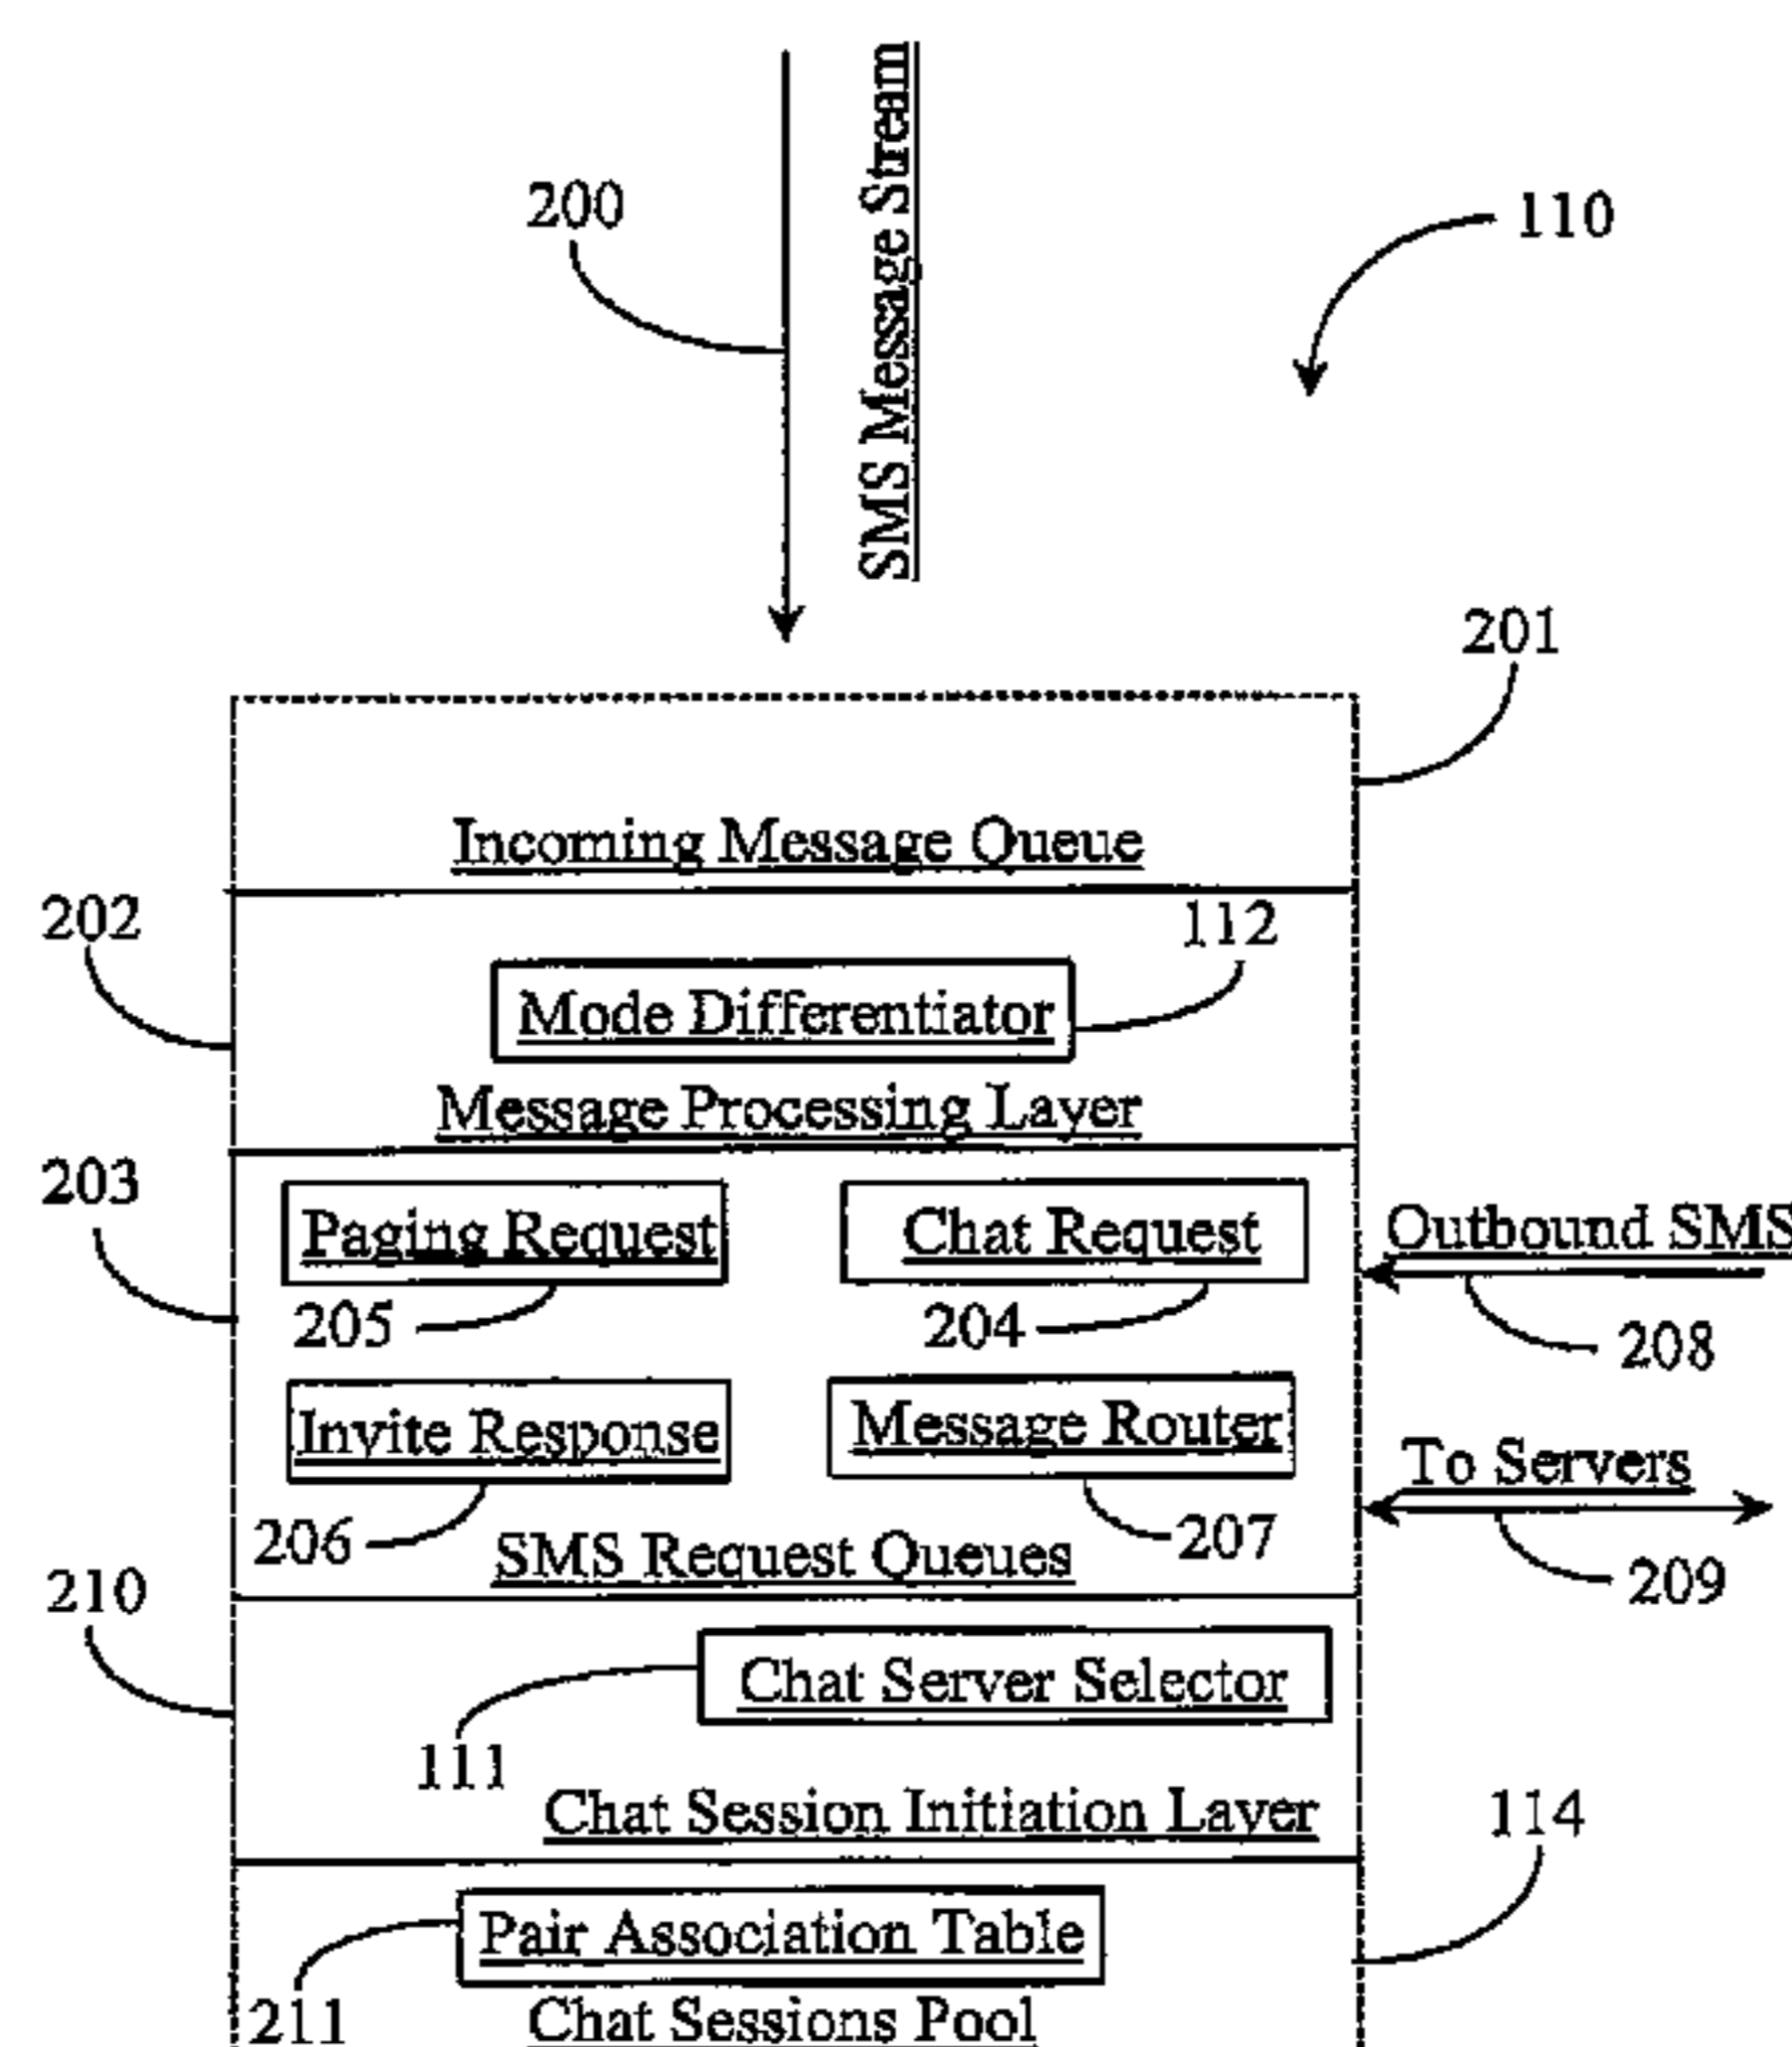 SMS Message Stream
200
110
201
Incoming Message Queue
202
112
Mode Differentiator
Message Processing Layer
203
Paging Request
Chat Request
Outbound SMS
205
204
208
Invite Response
Message Router
To Servers
206
207
SMS Request Queues
209
210
Chat Server Selector
111
Chat Session Initiation Layer
114
Pair Association Table
211
Chat Sessions Pool